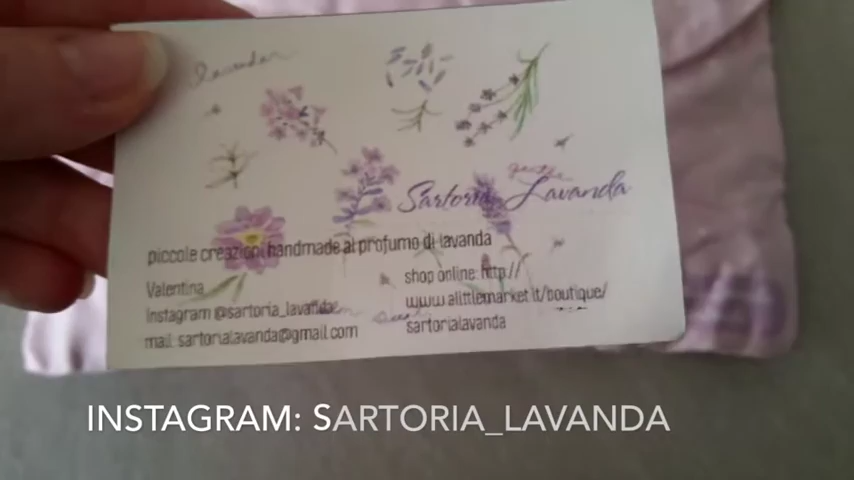 lavender
Sartoria Lavanda
piccole creazioni handmade al profumo di lavanda
Valentina
Instagram @sartoria_lavanda
mail: sartorialavanda@gmail.com
shop online: http://
www.alittlemarket.it/boutique/
sartorialavanda
INSTAGRAM: SARTORIA_LAVANDA